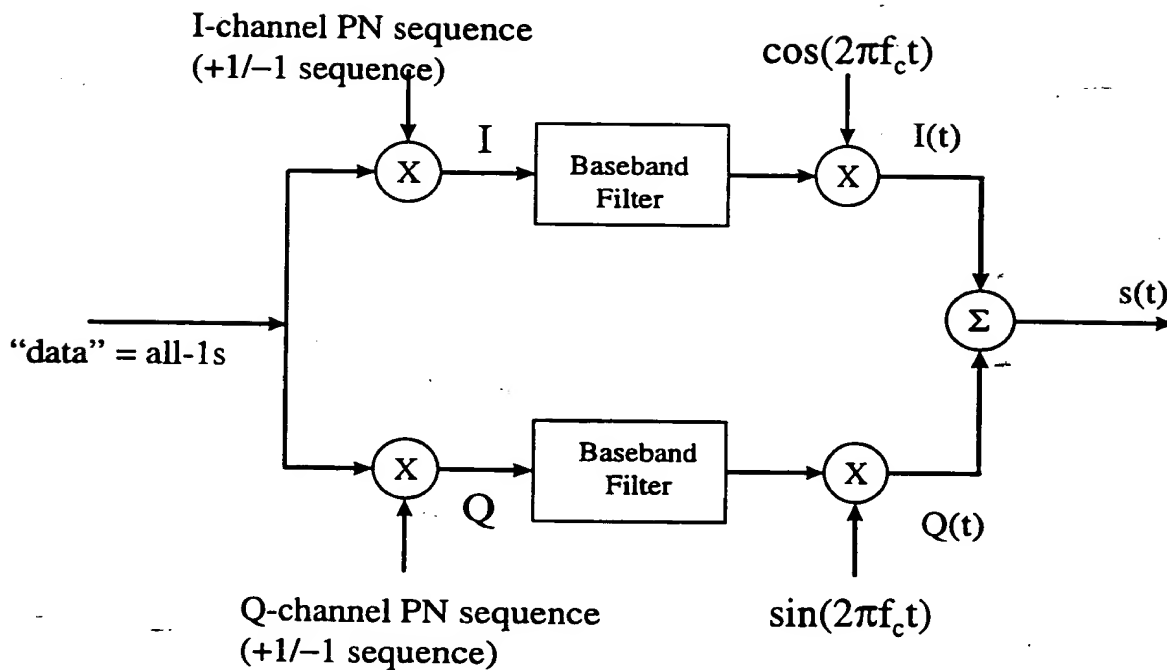 I-channel PN sequence
(+1/−1 sequence)
cos(2πf_ct)
X
I
Baseband
Filter
X
I(t)
"data" = all-1s
Σ
s(t)
X
Q
Baseband
Filter
X
Q(t)
Q-channel PN sequence
(+1/−1 sequence)
sin(2πf_ct)